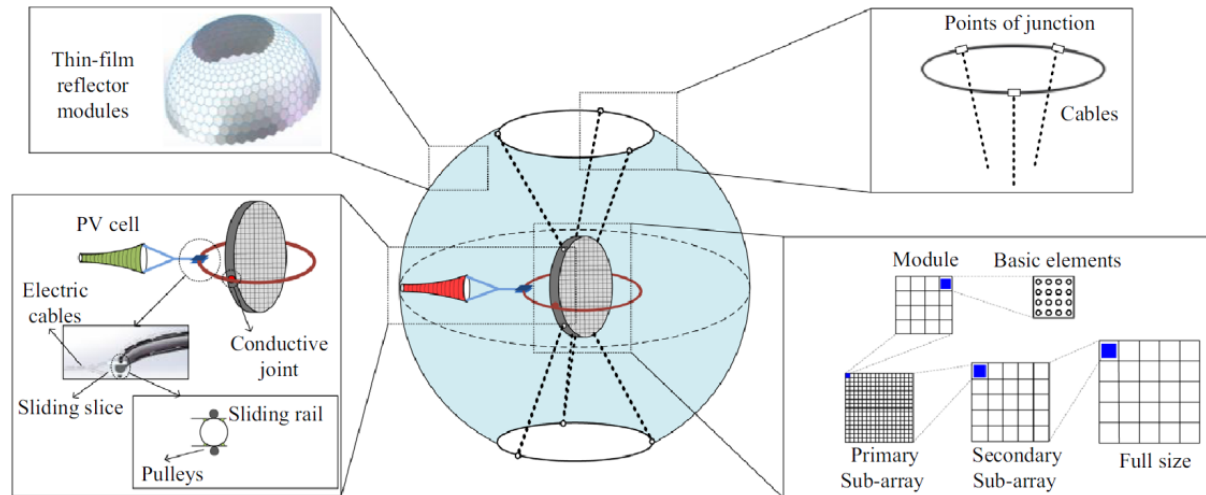 Thin-film
reflector
modules
Points of junction
Cables
PV cell
Electric
cables
Conductive
joint
Sliding slice
Sliding rail
Pulleys
Module
Basic elements
Primary
Sub-array
Secondary
Sub-array
Full size